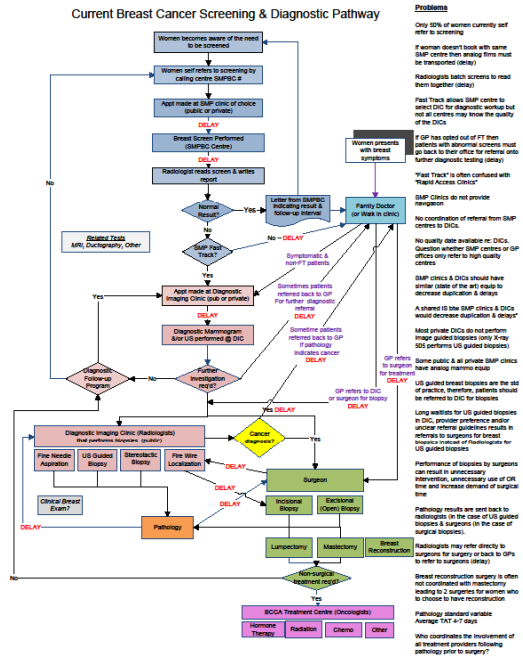 Current Breast Cancer Screening & Diagnostic Pathway
Women becomes aware of the need
to be screened
Women self refers to screening by
calling centre SMPBC #
Appt made at SMP clinic of choice
(public or private)
DELAY
Breast Screen Performed
(SMPBC Centre)
DELAY
Radiologist reads screen & writes
report
Normal
Result?
Yes
Letter from SMPBC
indicating result &
follow-up interval
Women presents
with breast
symptoms
Family Doctor
(or Walk in clinic)
No
No
DELAY
Related Tests
MRI, Ductography, Other
SMP Fast
Track?
Yes
Symptomatic &
non-FT patients
Yes
Appt made at Diagnostic
Imaging Clinic (pub or private)
DELAY
Sometimes patients
referred back to GP
For further diagnostic
referral
DELAY
Diagnostic Mammogram
&/or US performed @ DIC
Sometime patients
referred back to GP
if pathology
indicates cancer
DELAY
Diagnostic
Follow-up
Program
No
Further
Investigation
req'd?
GP refers
to surgeon
for treatment
DELAY
GP refers to DIC
or surgeon for biopsy
DELAY
Yes DELAY
Diagnostic Imaging Clinic (Radiologists)
that performs biopsies (public)
Cancer
diagnosis?
Yes
Fine Needle
Aspiration
US Guided
Biopsy
Stereotactic
Biopsy
Fine Wire
Localization
DELAY
Surgeon
DELAY
Clinical Breast
Exam?
Incisional
Biopsy
Excisional
(Open) Biopsy
DELAY
Pathology
DELAY
Lumpectomy
Mastectomy
Breast
Reconstruction
No
Non-surgical
treatment req'd?
Yes
BCCA Treatment Centre (Oncologists)
Hormone
Therapy
Radiation
Chemo
Other
Problems
Only 50% of women currently self
refer to screening
If woman doesn't book with same
SMP centre then analog films must
be transported (delay)
Radiologists batch screens to read
them together (delay)
Fast Track allows SMP centre to
select DIC for diagnostic workup but
not all centres may know the quality
of the DICs
If GP has opted out of FT then
patients with abnormal screens must
go back to their office for referral onto
further diagnostic testing (delay)
"Fast Track" is often confused with
"Rapid Access Clinics"
SMP Clinics do not provide
navigation
No coordination of referral from SMP
centres to DICs.
No quality date available re: DICs.
Question whether SMP centres or GP
offices only refer to high quality
centres
SMP clinics & DICs should have
similar (state of the art) equip to
decrease duplication & delays
A shared IS btw SMP clinics & DICs
would decrease duplication & delays"
Most private DICs do not perform
image guided biopsies (only X-ray
505 performs US guided biopsies)
Some public & all private SMP clinics
have analog mammo equip
US guided breast biopsies are the std
of practice, therefore, patients should
be referred to DIC for biopsies
Long waitlists for US guided biopsies
in DIC, provider preference and/or
unclear referral guidelines results in
referrals to surgeons for breast
biopsies instead of Radiologists for
US guided biopsies
Performance of biopsies by surgeons
can result in unnecessary
intervention, unnecessary use of OR
time and increase demand of surgical
time
Pathology results are sent back to
radiologists (in the case of US guided
biopsies & surgeons (in the case of
surgical biopsies).
Radiologists may refer directly to
surgeons for surgery or back to GPs
to refer to surgeons (delay)
Breast reconstruction surgery is often
not coordinated with mastectomy
leading to 2 surgeries for women who
to choose to have reconstruction
Pathology standard variable
Average TAT 4-7 days
Who coordinates the involvement of
all treatment providers following
pathology prior to surgery?